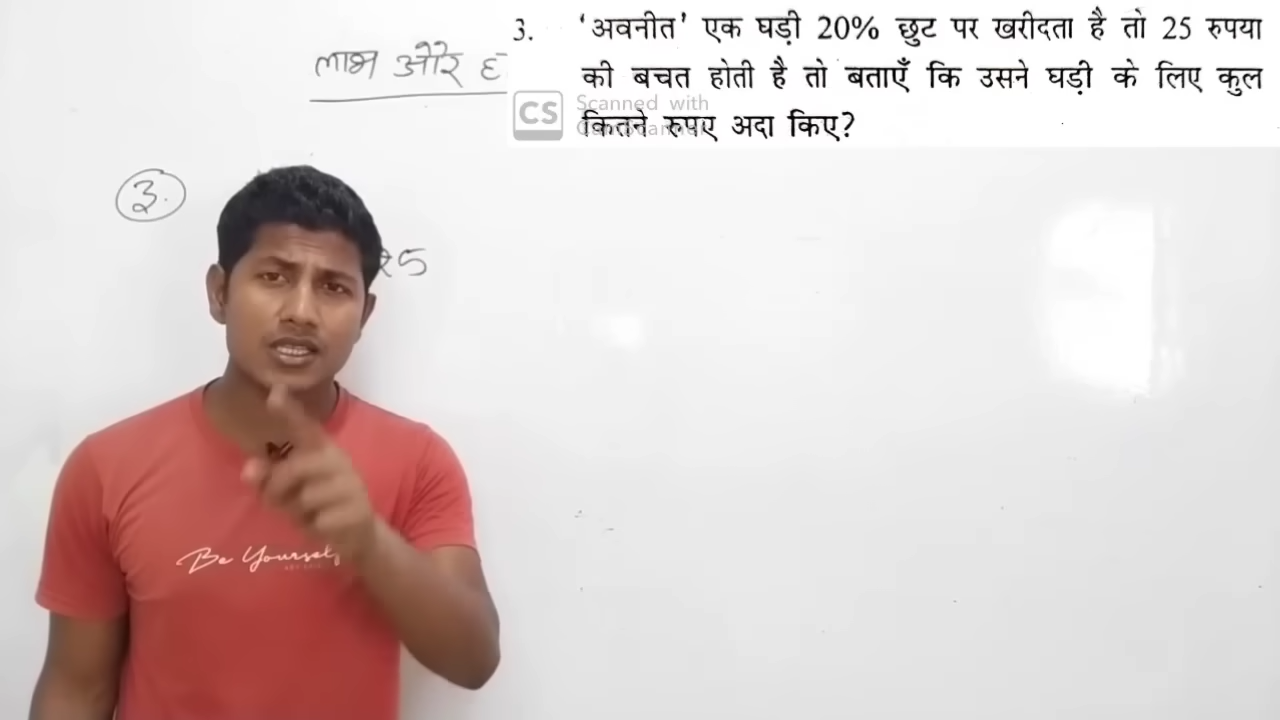 3. 'अवनीत' एक घड़ी 20% छुट पर खरीदता है तो 25 रुपया
की बचत होती है तो बताएँ कि उसने घड़ी के लिए कुल
कितने रुपए अदा किए?
CS Scanned with
लाभ और
3.
25
Be Yourself